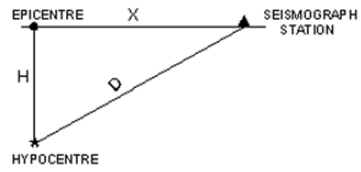 EPICENTRE X SEISMOGRAPH
STATION
H
D
HYPOCENTRE